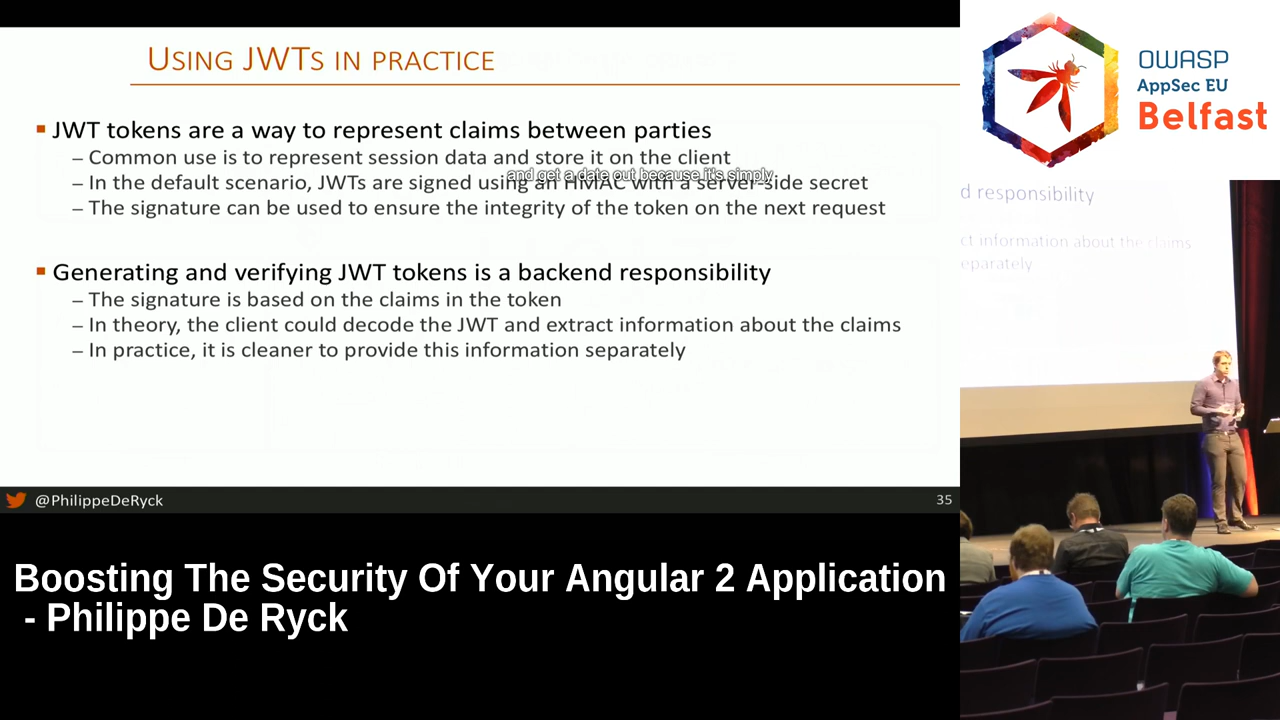 USING JWTS IN PRACTICE
▪ JWT tokens are a way to represent claims between parties
– Common use is to represent session data and store it on the client
and get a date out because it's simply
– In the default scenario, JWTs are signed using an HMAC with a server-side secret
– The signature can be used to ensure the integrity of the token on the next request
▪ Generating and verifying JWT tokens is a backend responsibility
– The signature is based on the claims in the token
– In theory, the client could decode the JWT and extract information about the claims
– In practice, it is cleaner to provide this information separately
@PhilippeDeRyck
35
Boosting The Security Of Your Angular 2 Application
- Philippe De Ryck
OWASP
AppSec EU
Belfast
d responsibility
ct information about the claims
eparately